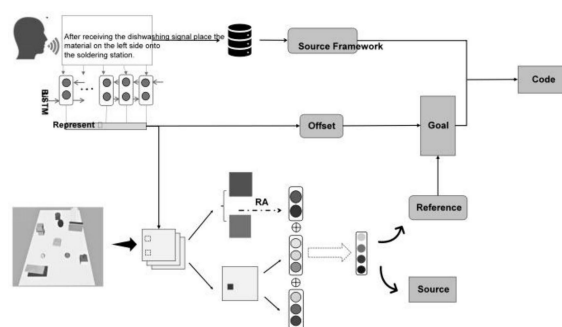 After receiving the dishwashing signal place the
material on the left side onto
the soldering station.
Source Framework
Code
BiSTM
Represent
Offset
Goal
RA
Reference
Source